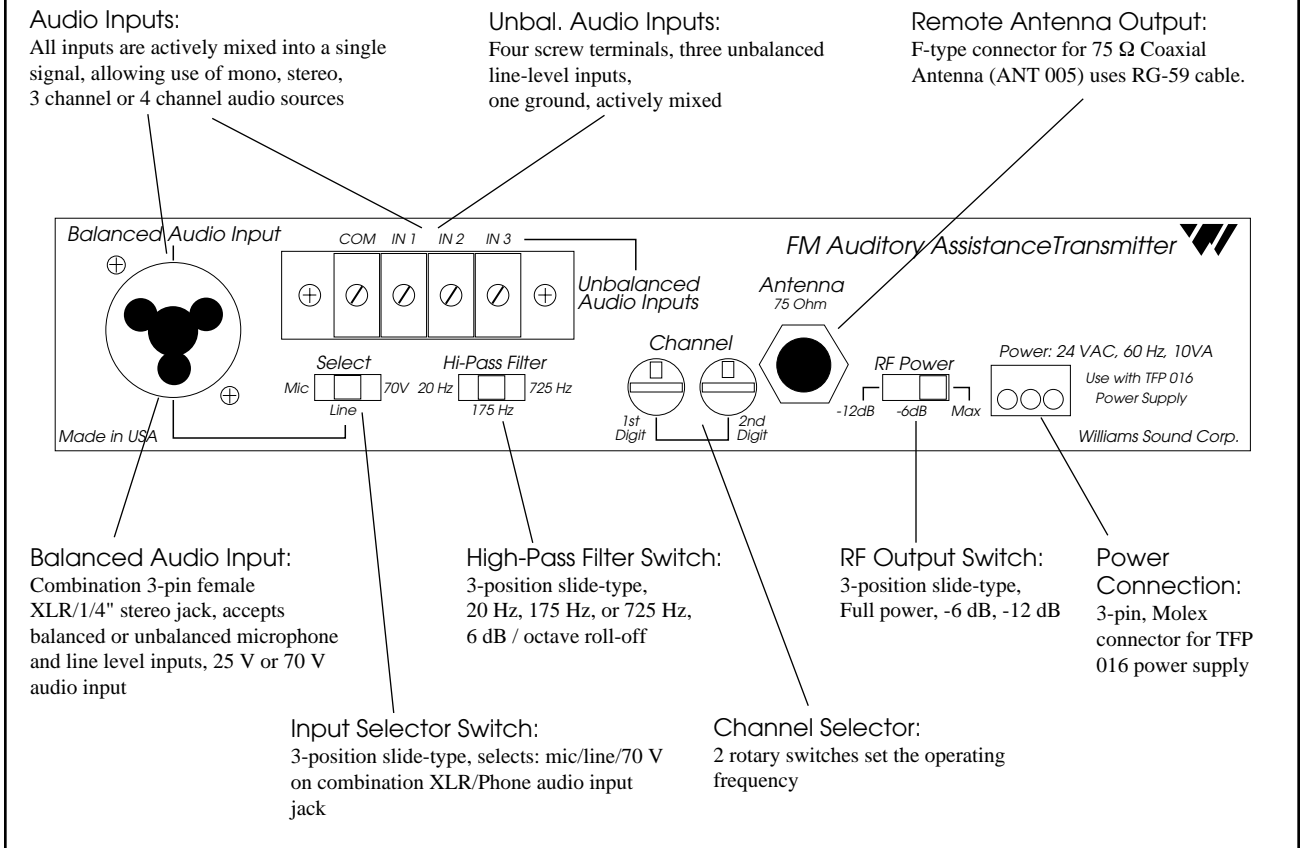 Audio Inputs:
All inputs are actively mixed into a single
signal, allowing use of mono, stereo,
3 channel or 4 channel audio sources
Unbal. Audio Inputs:
Four screw terminals, three unbalanced
line-level inputs,
one ground, actively mixed
Remote Antenna Output:
F-type connector for 75 Ω Coaxial
Antenna (ANT 005) uses RG-59 cable.
Balanced Audio Input
COM IN 1 IN 2 IN 3
Unbalanced
Audio Inputs
FM Auditory AssistanceTransmitter
Antenna
75 Ohm
Select
Mic
70V
Line
Hi-Pass Filter
20 Hz
725 Hz
175 Hz
Channel
1st
Digit
2nd
Digit
RF Power
-12dB
-6dB
Max
Power: 24 VAC, 60 Hz, 10VA
Use with TFP 016
Power Supply
Made in USA
Williams Sound Corp.
Balanced Audio Input:
Combination 3-pin female
XLR/1/4" stereo jack, accepts
balanced or unbalanced microphone
and line level inputs, 25 V or 70 V
audio input
High-Pass Filter Switch:
3-position slide-type,
20 Hz, 175 Hz, or 725 Hz,
6 dB / octave roll-off
RF Output Switch:
3-position slide-type,
Full power, -6 dB, -12 dB
Power
Connection:
3-pin, Molex
connector for TFP
016 power supply
Input Selector Switch:
3-position slide-type, selects: mic/line/70 V
on combination XLR/Phone audio input
jack
Channel Selector:
2 rotary switches set the operating
frequency